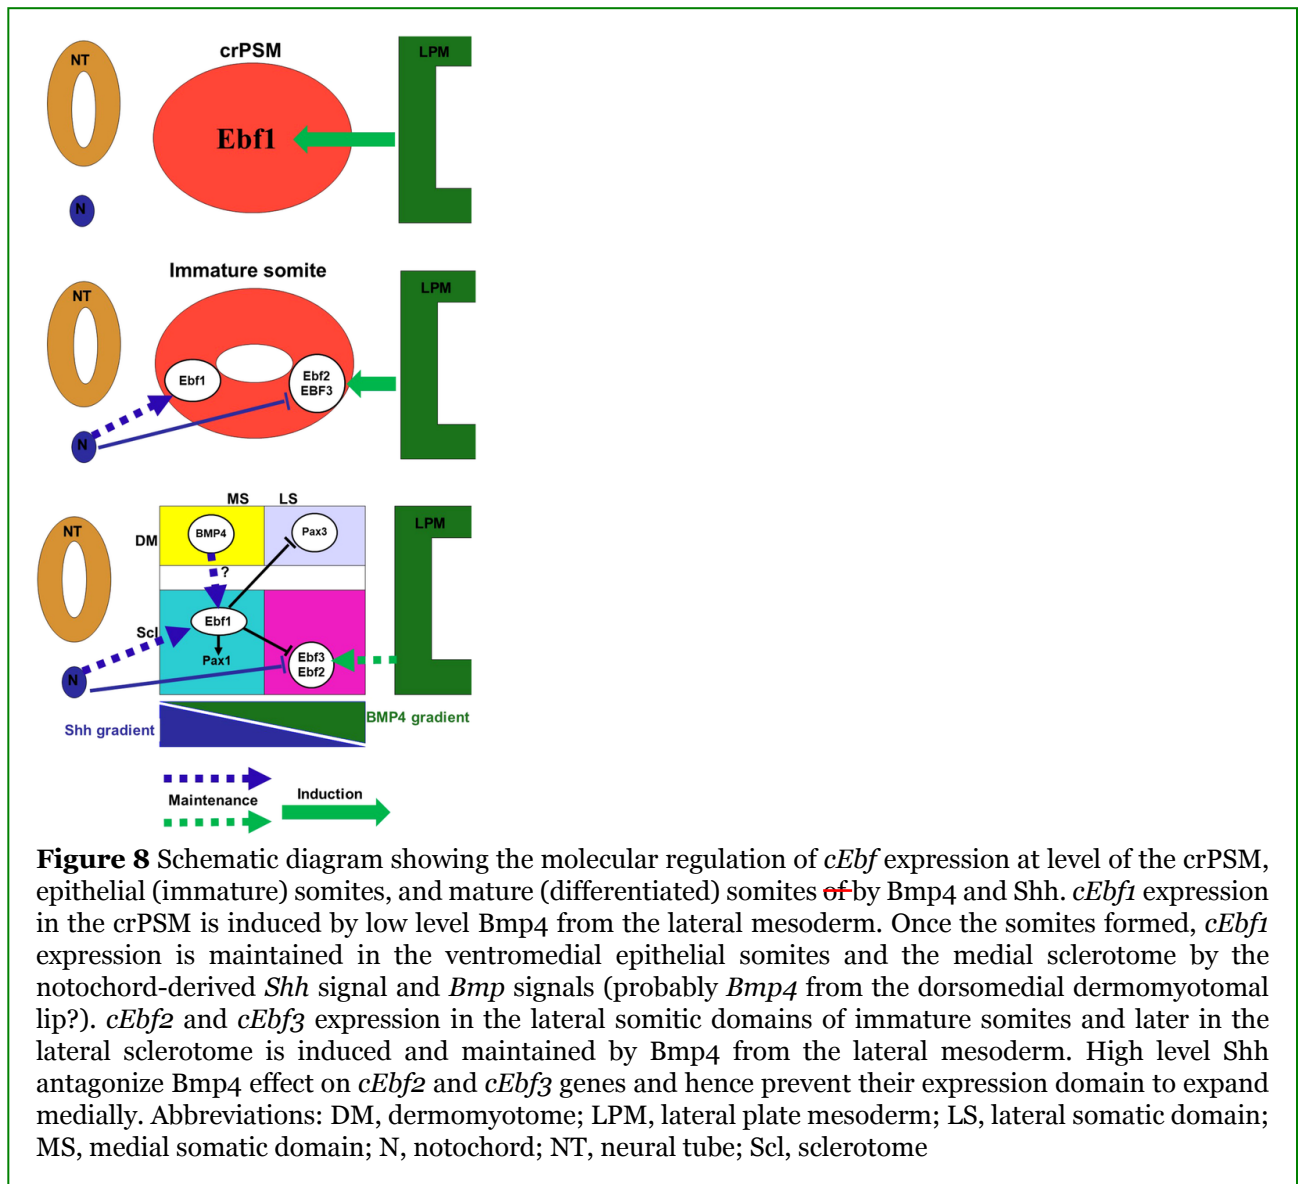 crPSM
NT
LPM
Ebf1
N
Immature somite
NT
LPM
Ebf1
Ebf2
EBF3
N
MS LS
NT
BMP4
Pax3
LPM
DM
?
Ebf1
Scl
Pax1
Ebf3
Ebf2
N
BMP4 gradient
Shh gradient
Maintenance
Induction
Figure 8 Schematic diagram showing the molecular regulation of cEbf expression at level of the crPSM,
epithelial (immature) somites, and mature (differentiated) somites of by Bmp4 and Shh. cEbf1 expression
in the crPSM is induced by low level Bmp4 from the lateral mesoderm. Once the somites formed, cEbf1
expression is maintained in the ventromedial epithelial somites and the medial sclerotome by the
notochord-derived Shh signal and Bmp signals (probably Bmp4 from the dorsomedial dermomyotomal
lip?). cEbf2 and cEbf3 expression in the lateral somitic domains of immature somites and later in the
lateral sclerotome is induced and maintained by Bmp4 from the lateral mesoderm. High level Shh
antagonize Bmp4 effect on cEbf2 and cEbf3 genes and hence prevent their expression domain to expand
medially. Abbreviations: DM, dermomyotome; LPM, lateral plate mesoderm; LS, lateral somatic domain;
MS, medial somatic domain; N, notochord; NT, neural tube; Scl, sclerotome